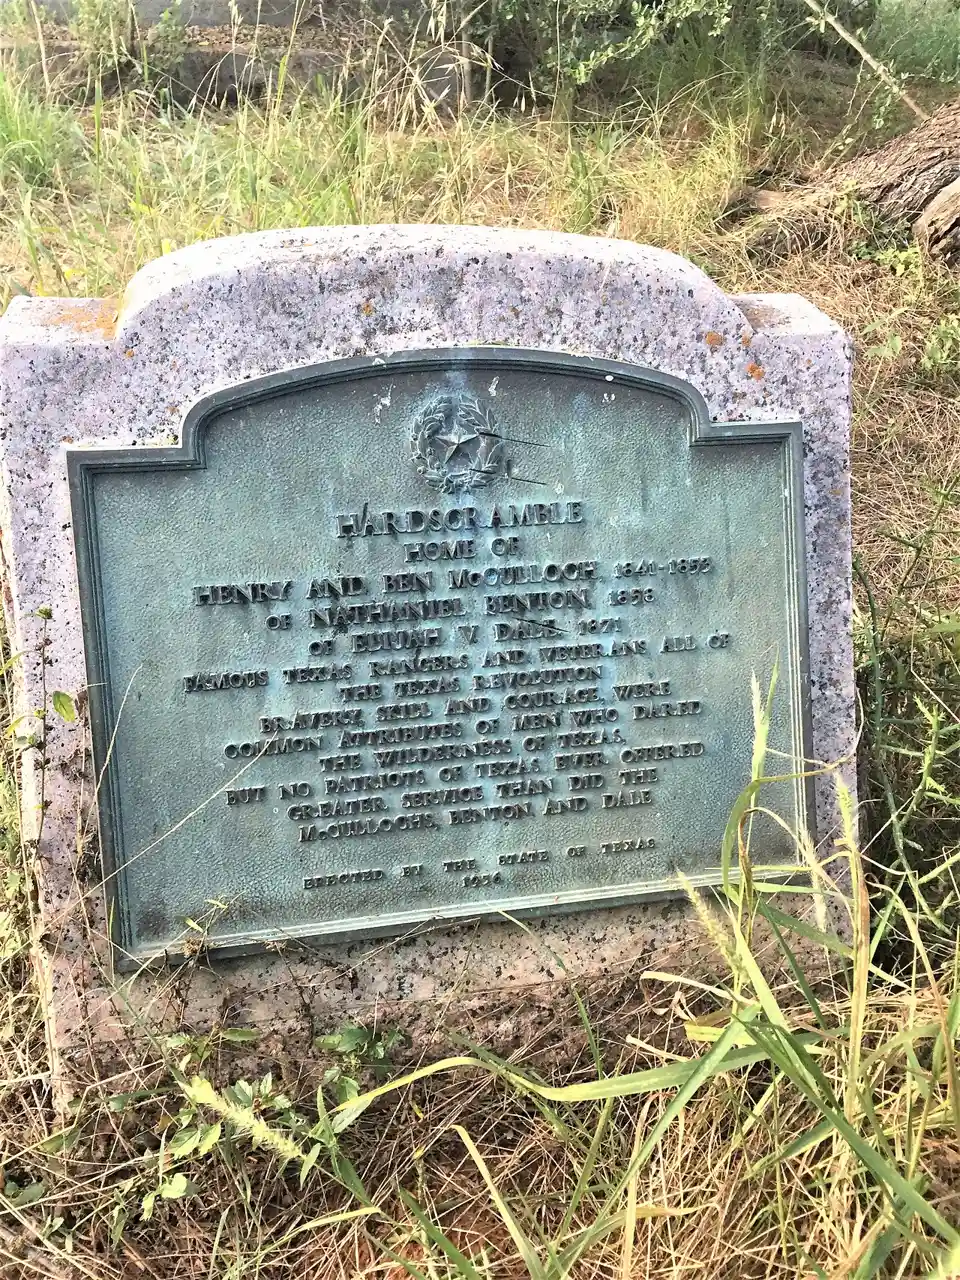 HARDSCRAMBLE
HOME OF
HENRY AND BEN McCULLOCH 1841-1853
OF NATHANIEL BENTON 1858
OF ELIJAH V. DALE 1871
FAMOUS TEXAS RANGERS AND VETERANS ALL OF
THE TEXAS REVOLUTION
BRAVERY, SKILL AND COURAGE WERE
COMMON ATTRIBUTES OF MEN WHO DARED
THE WILDERNESS OF TEXAS,
BUT NO PATRIOTS OF TEXAS EVER OFFERED
GREATER SERVICE THAN DID THE
McCULLOCHS, BENTON AND DALE
ERECTED BY THE STATE OF TEXAS